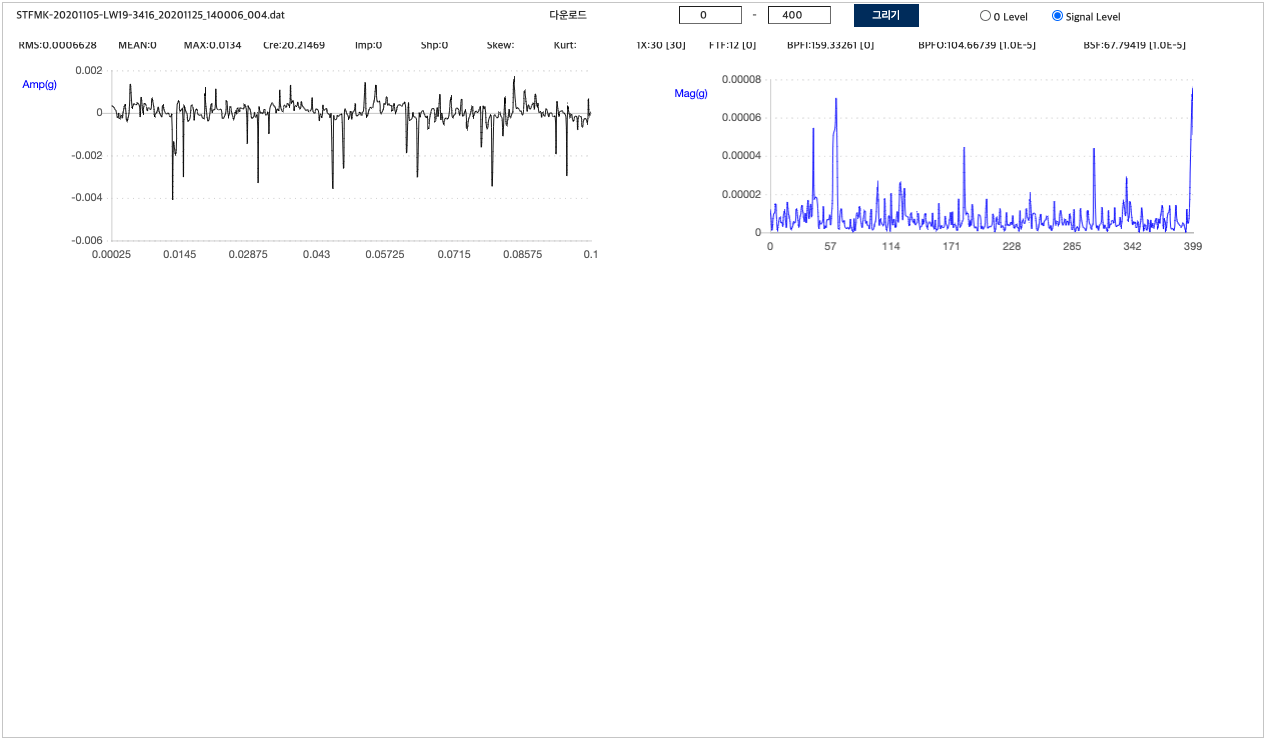 STFMK-20201105-LW19-3416_20201125_140006_004.dat 다운로드 0 - 400 그리기 0 Level Signal Level
RMS:0.0006628 MEAN:0 MAX:0.0134 Cre:20.21469 Imp:0 Shp:0 Skew: Kurt: 1X:30 [30] FTF:12 [0] BPFI:159.33261 [0] BPFO:104.66739 [1.0E-5] BSF:67.79419 [1.0E-5]
Amp(g)
0.002
0
-0.002
-0.004
-0.006
0.00025 0.0145 0.02875 0.043 0.05725 0.0715 0.08575 0.1
Mag(g)
0.00008
0.00006
0.00004
0.00002
0
0 57 114 171 228 285 342 399